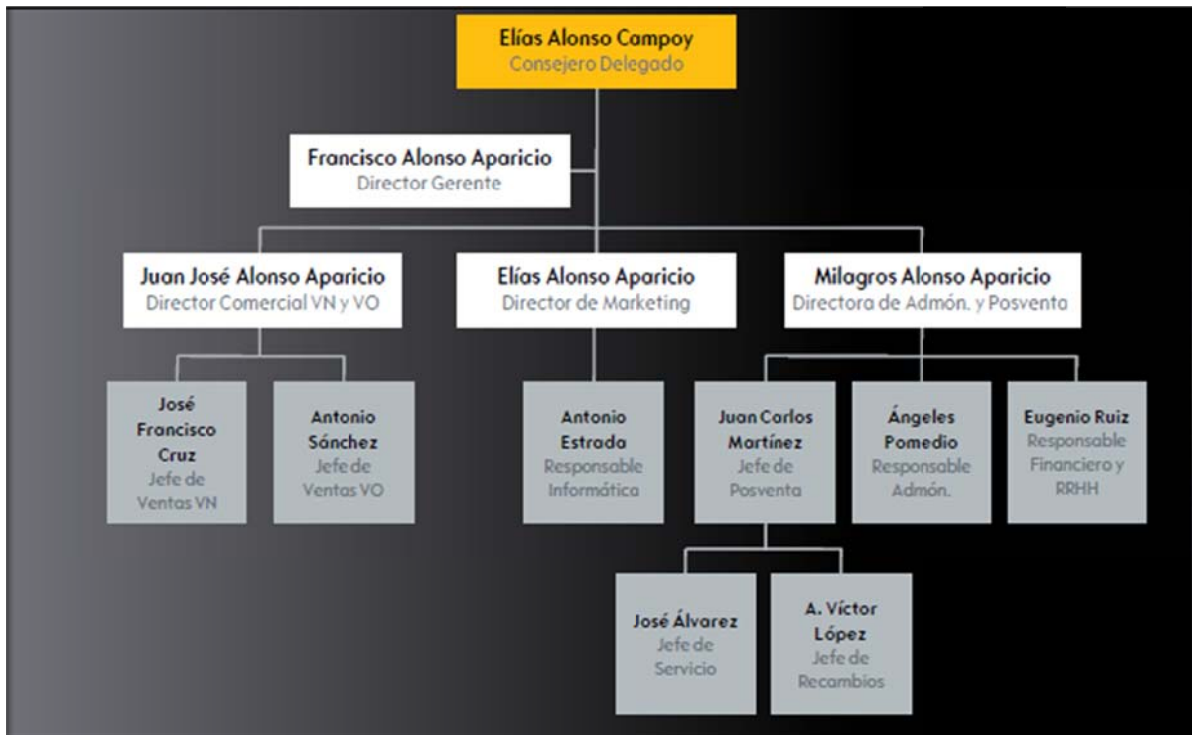 Elías Alonso Campoy
Consejero Delegado
Francisco Alonso Aparicio
Director Gerente
Juan José Alonso Aparicio
Director Comercial VN y VO
Elías Alonso Aparicio
Director de Marketing
Milagros Alonso Aparicio
Directora de Admón. y Posventa
José
Francisco
Cruz
Jefe de
Ventas VN
Antonio
Sánchez
Jefe de
Ventas VO
Antonio
Estrada
Responsable
Informática
Juan Carlos
Martínez
Jefe de
Posventa
Ángeles
Pomedio
Responsable
Admón.
Eugenio Ruiz
Responsable
Financiero y
RRHH
José Álvarez
Jefe de
Servicio
A. Víctor
López
Jefe de
Recambios